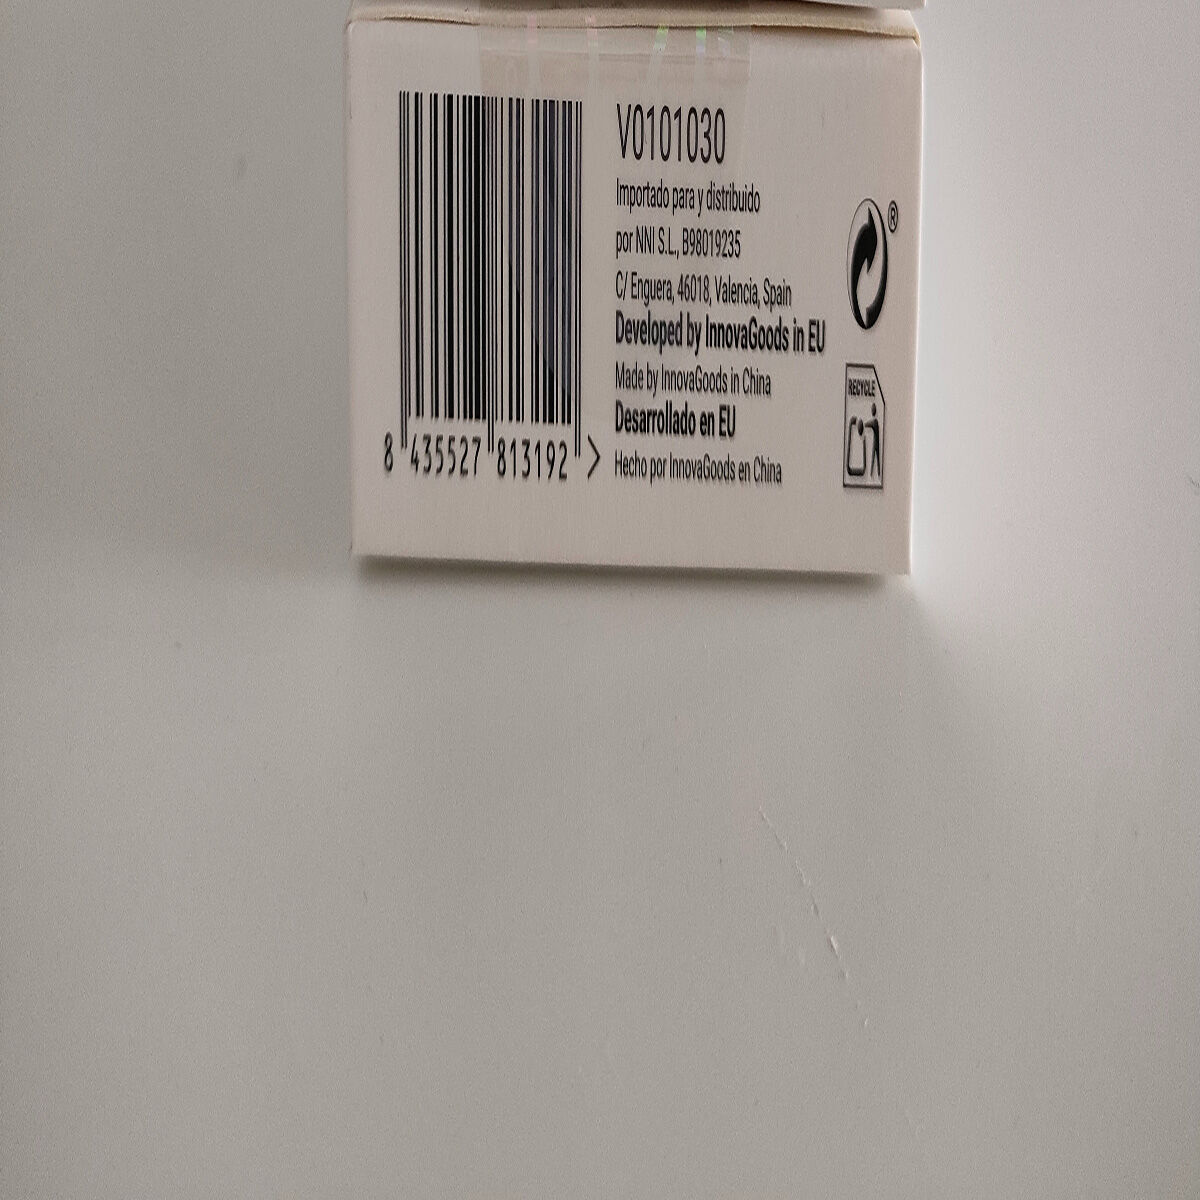 V0101030
Importado para y distribuido
por NNI S.L., B98019235
C/ Enguera, 46018, Valencia, Spain
Developed by InnovaGoods in EU
Made by InnovaGoods in China
Desarrollado en EU
Hecho por InnovaGoods en China
8 435527 813192 >
®
RECYCLE